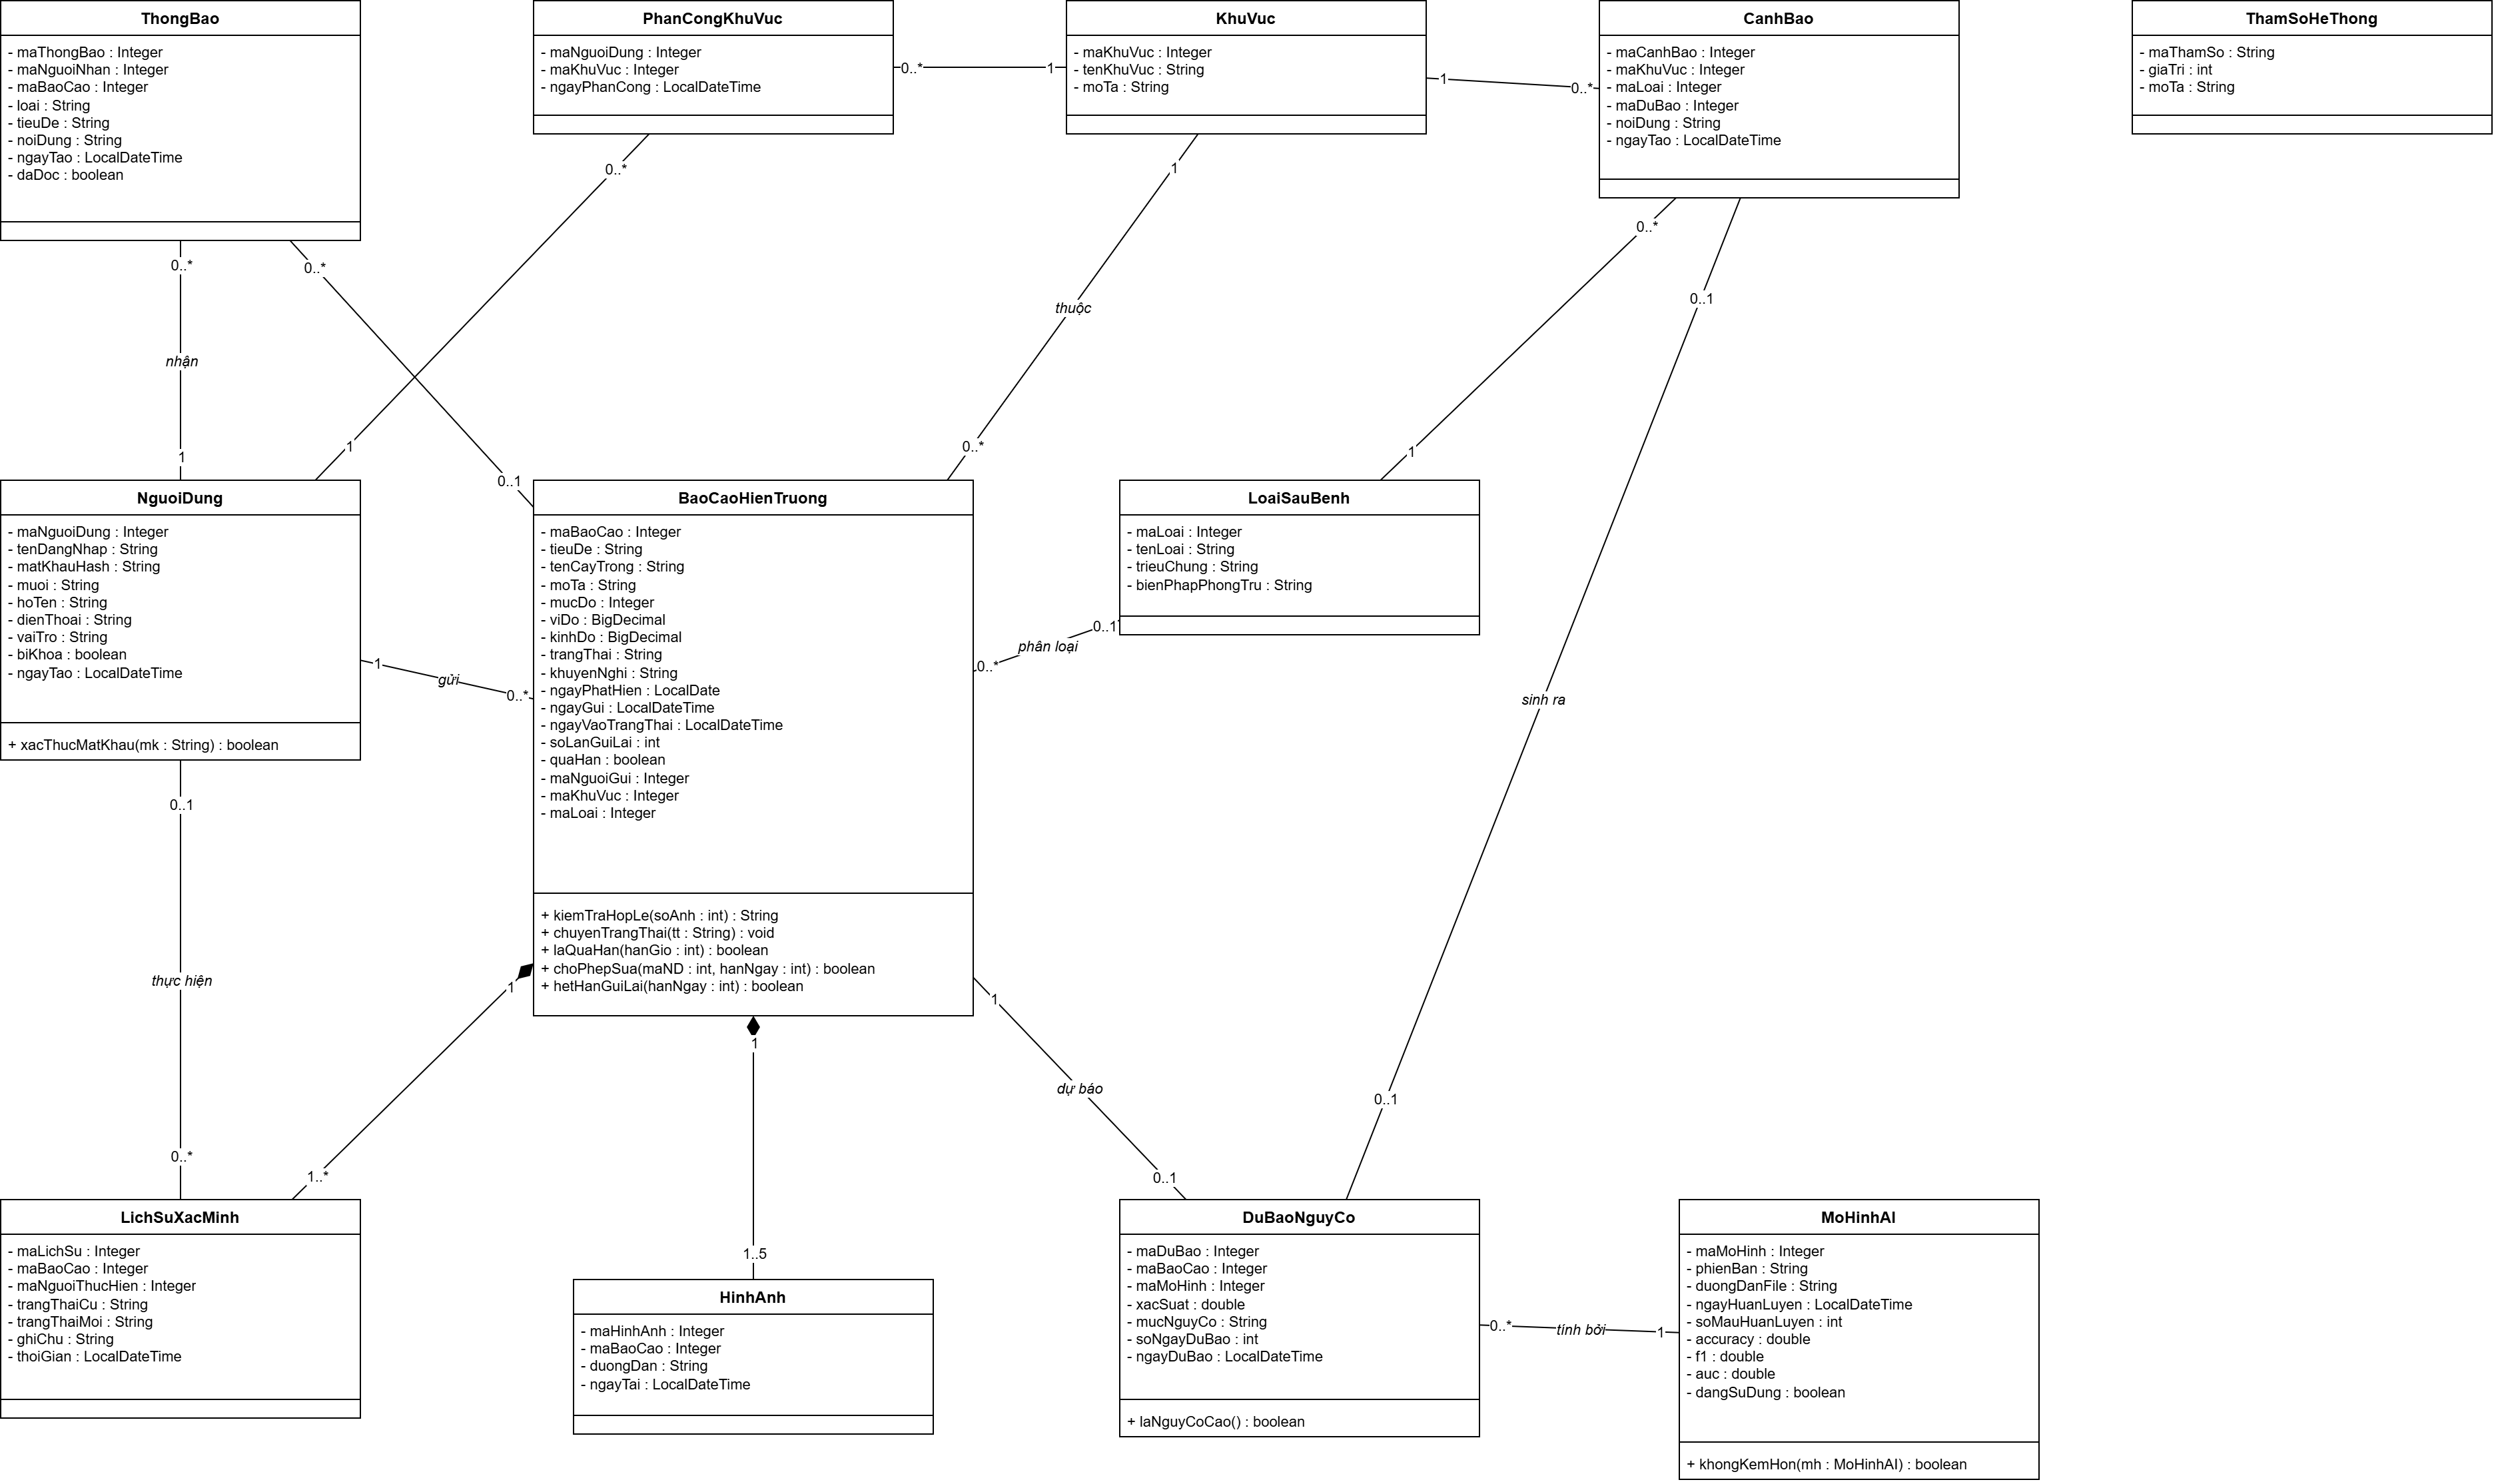 ThongBao
- maThongBao : Integer
- maNguoiNhan : Integer
- maBaoCao : Integer
- loai : String
- tieuDe : String
- noiDung : String
- ngayTao : LocalDateTime
- daDoc : boolean
PhanCongKhuVuc
- maNguoiDung : Integer
- maKhuVuc : Integer
- ngayPhanCong : LocalDateTime
0..*
1
KhuVuc
- maKhuVuc : Integer
- tenKhuVuc : String
- moTa : String
1
0..*
CanhBao
- maCanhBao : Integer
- maKhuVuc : Integer
- maLoai : Integer
- maDuBao : Integer
- noiDung : String
- ngayTao : LocalDateTime
ThamSoHeThong
- maThamSo : String
- giaTri : int
- moTa : String
0..*
nhận
1
0..*
0..1
0..*
1
1
thuộc
0..*
0..*
1
0..1
sinh ra
0..1
NguoiDung
- maNguoiDung : Integer
- tenDangNhap : String
- matKhauHash : String
- muoi : String
- hoTen : String
- dienThoai : String
- vaiTro : String
- biKhoa : boolean
- ngayTao : LocalDateTime
+ xacThucMatKhau(mk : String) : boolean
1
gửi
0..*
BaoCaoHienTruong
- maBaoCao : Integer
- tieuDe : String
- tenCayTrong : String
- moTa : String
- mucDo : Integer
- viDo : BigDecimal
- kinhDo : BigDecimal
- trangThai : String
- khuyenNghi : String
- ngayPhatHien : LocalDate
- ngayGui : LocalDateTime
- ngayVaoTrangThai : LocalDateTime
- soLanGuiLai : int
- quaHan : boolean
- maNguoiGui : Integer
- maKhuVuc : Integer
- maLoai : Integer
+ kiemTraHopLe(soAnh : int) : String
+ chuyenTrangThai(tt : String) : void
+ laQuaHan(hanGio : int) : boolean
+ choPhepSua(maND : int, hanNgay : int) : boolean
+ hetHanGuiLai(hanNgay : int) : boolean
0..*
phân loại
0..1
LoaiSauBenh
- maLoai : Integer
- tenLoai : String
- trieuChung : String
- bienPhapPhongTru : String
0..1
thực hiện
0..*
1
1..*
1
1..5
1
dự báo
0..1
LichSuXacMinh
- maLichSu : Integer
- maBaoCao : Integer
- maNguoiThucHien : Integer
- trangThaiCu : String
- trangThaiMoi : String
- ghiChu : String
- thoiGian : LocalDateTime
HinhAnh
- maHinhAnh : Integer
- maBaoCao : Integer
- duongDan : String
- ngayTai : LocalDateTime
DuBaoNguyCo
- maDuBao : Integer
- maBaoCao : Integer
- maMoHinh : Integer
- xacSuat : double
- mucNguyCo : String
- soNgayDuBao : int
- ngayDuBao : LocalDateTime
+ laNguyCoCao() : boolean
0..*
tính bởi
1
MoHinhAI
- maMoHinh : Integer
- phienBan : String
- duongDanFile : String
- ngayHuanLuyen : LocalDateTime
- soMauHuanLuyen : int
- accuracy : double
- f1 : double
- auc : double
- dangSuDung : boolean
+ khongKemHon(mh : MoHinhAI) : boolean